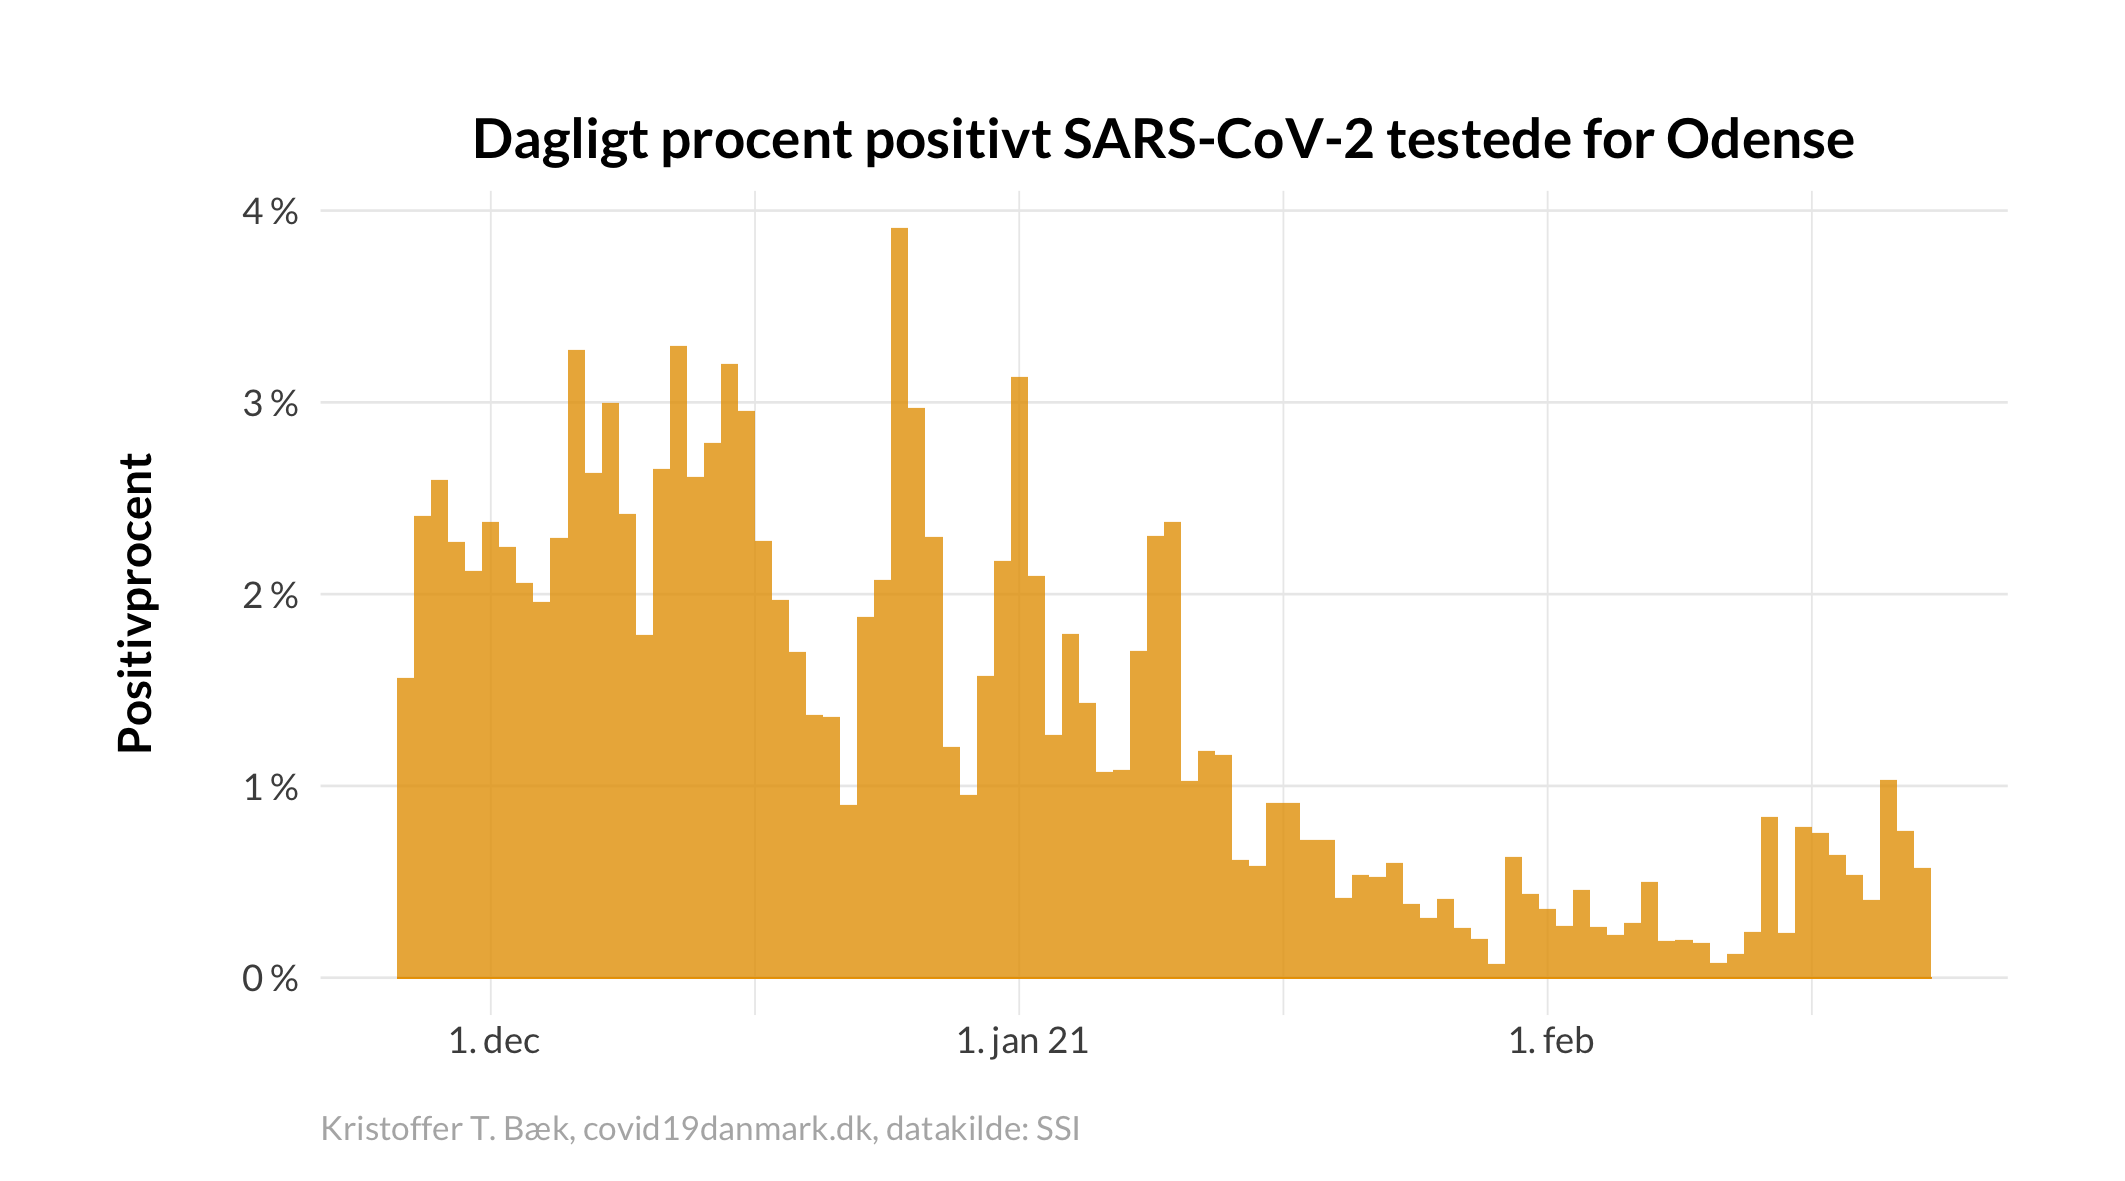 Dagligt procent positivt SARS-CoV-2 testede for Odense
Positivprocent
4 %
3 %
2 %
1 %
0 %
1. dec
1. jan 21
1. feb
Kristoffer T. Bæk, covid19danmark.dk, datakilde: SSI